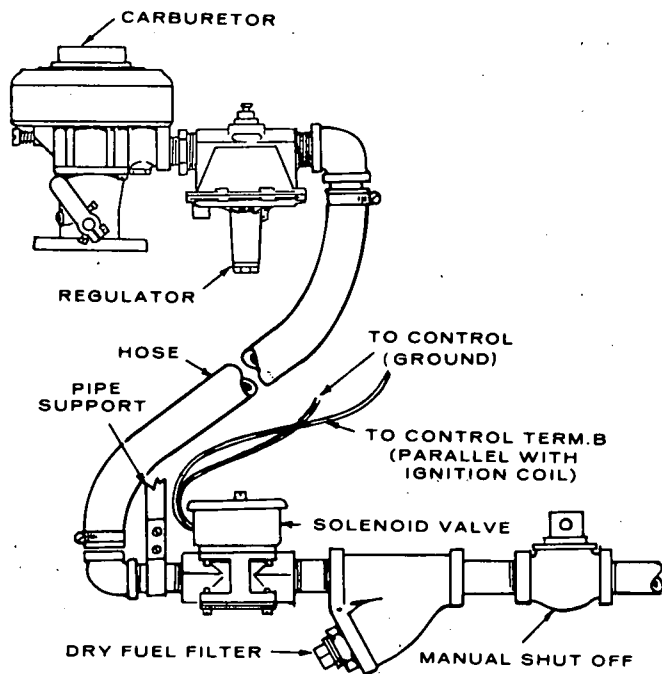 CARBURETOR
REGULATOR
HOSE
TO CONTROL
(GROUND)
PIPE
SUPPORT
TO CONTROL TERM.B
(PARALLEL WITH
IGNITION COIL)
SOLENOID VALVE
DRY FUEL FILTER
MANUAL SHUT OFF